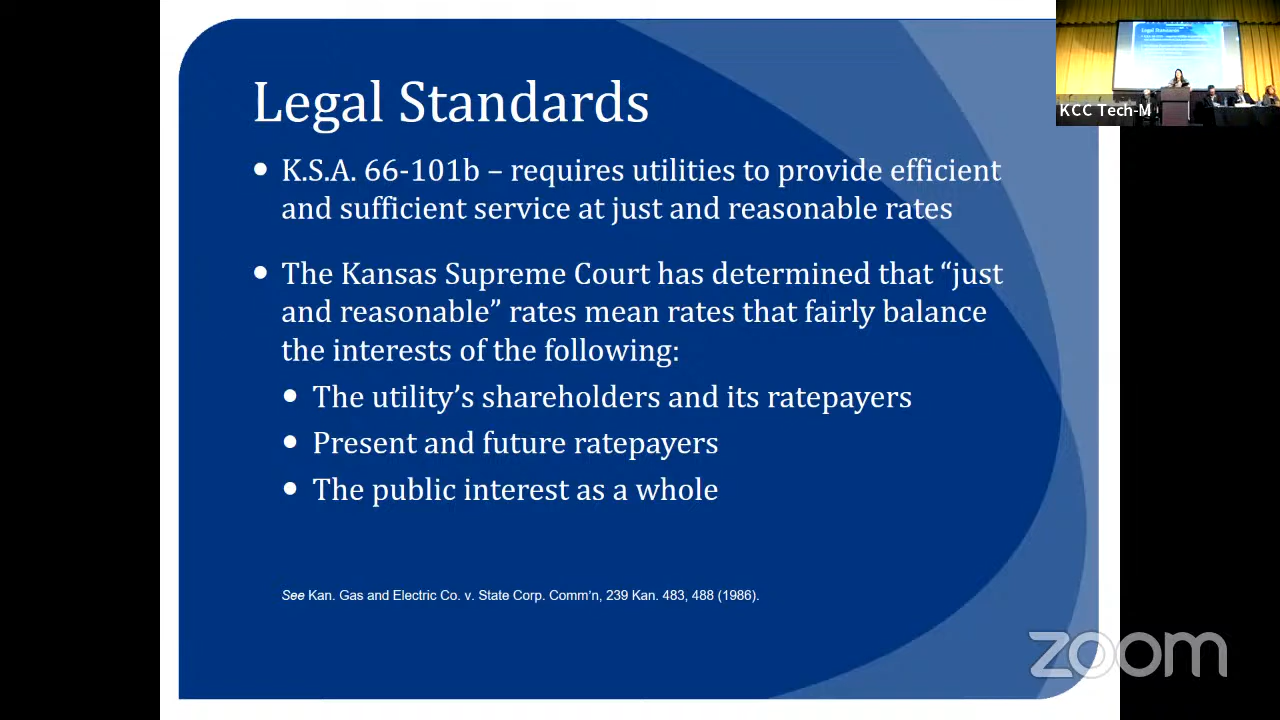 Legal Standards
• K.S.A. 66-101b – requires utilities to provide efficient
and sufficient service at just and reasonable rates
• The Kansas Supreme Court has determined that “just
and reasonable” rates mean rates that fairly balance
the interests of the following:
• The utility’s shareholders and its ratepayers
• Present and future ratepayers
• The public interest as a whole
See Kan. Gas and Electric Co. v. State Corp. Comm’n, 239 Kan. 483, 488 (1986).
Legal Standards
KCC Tech-M
zoom